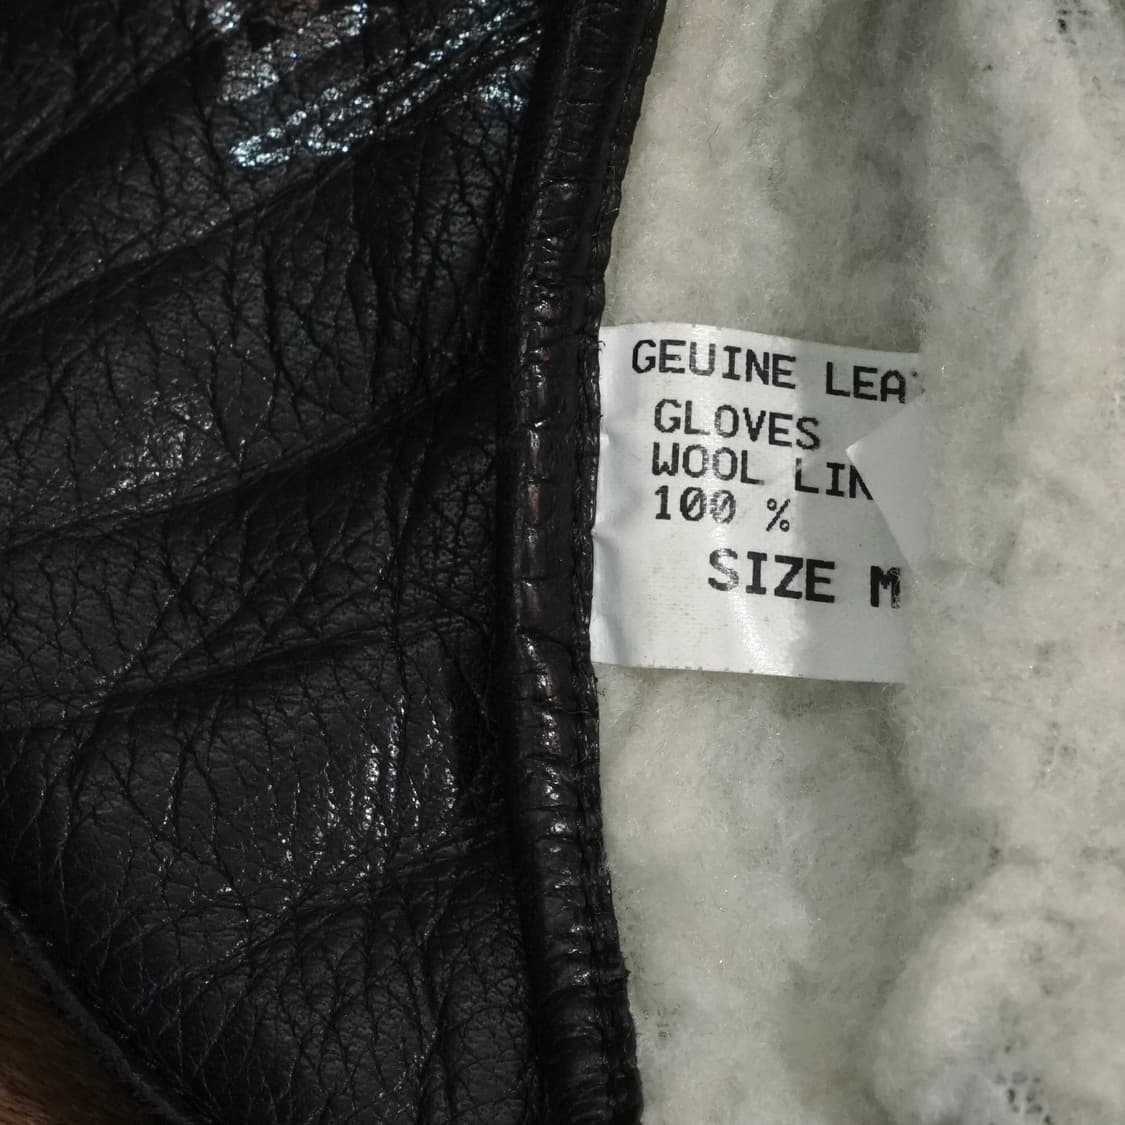 GEUINE LEA
GLOVES
WOOL LIN
100 %
SIZE M